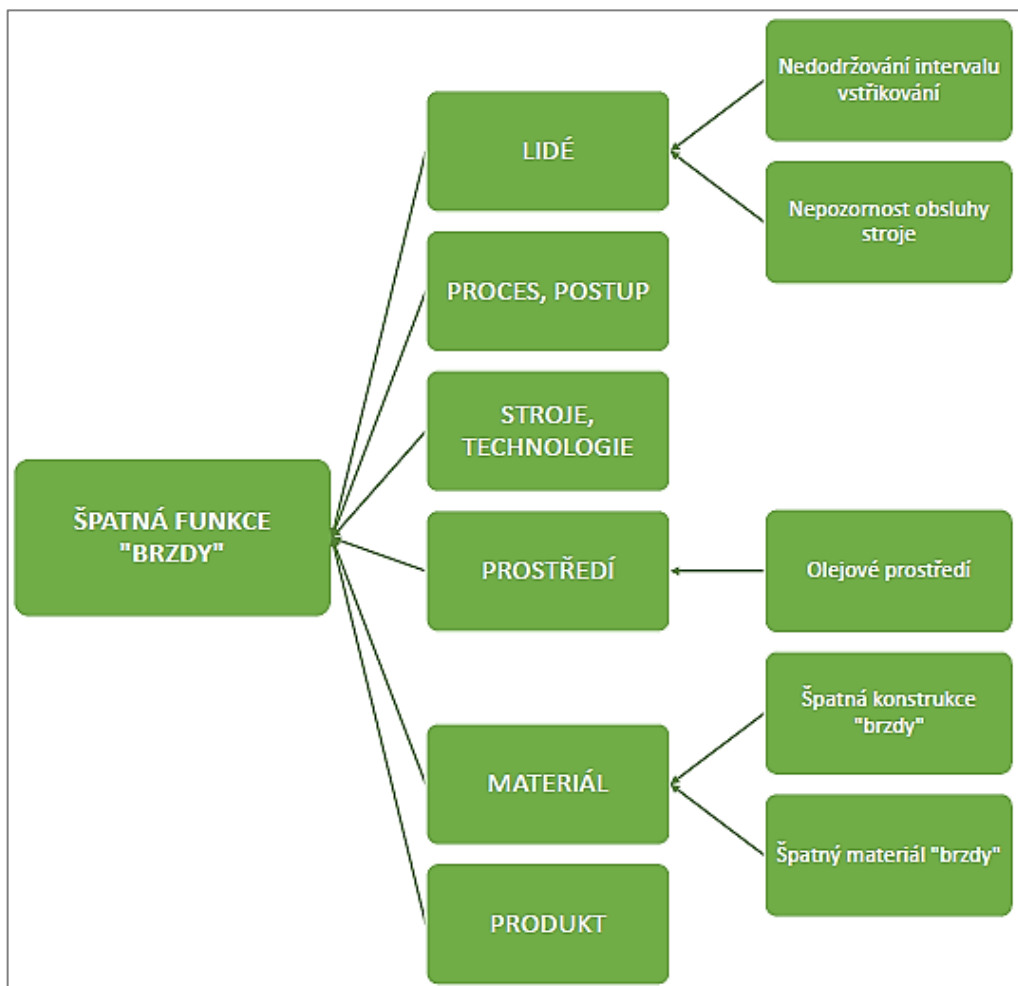 Nedodržování intervalu
vstřikování
LIDÉ
Nepozornost obsluhy
stroje
PROCES, POSTUP
STROJE,
TECHNOLOGIE
ŠPATNÁ FUNKCE
"BRZDY"
PROSTŘEDÍ
Olejové prostředí
Špatná konstrukce
"brzdy"
MATERIÁL
Špatný materiál "brzdy"
PRODUKT